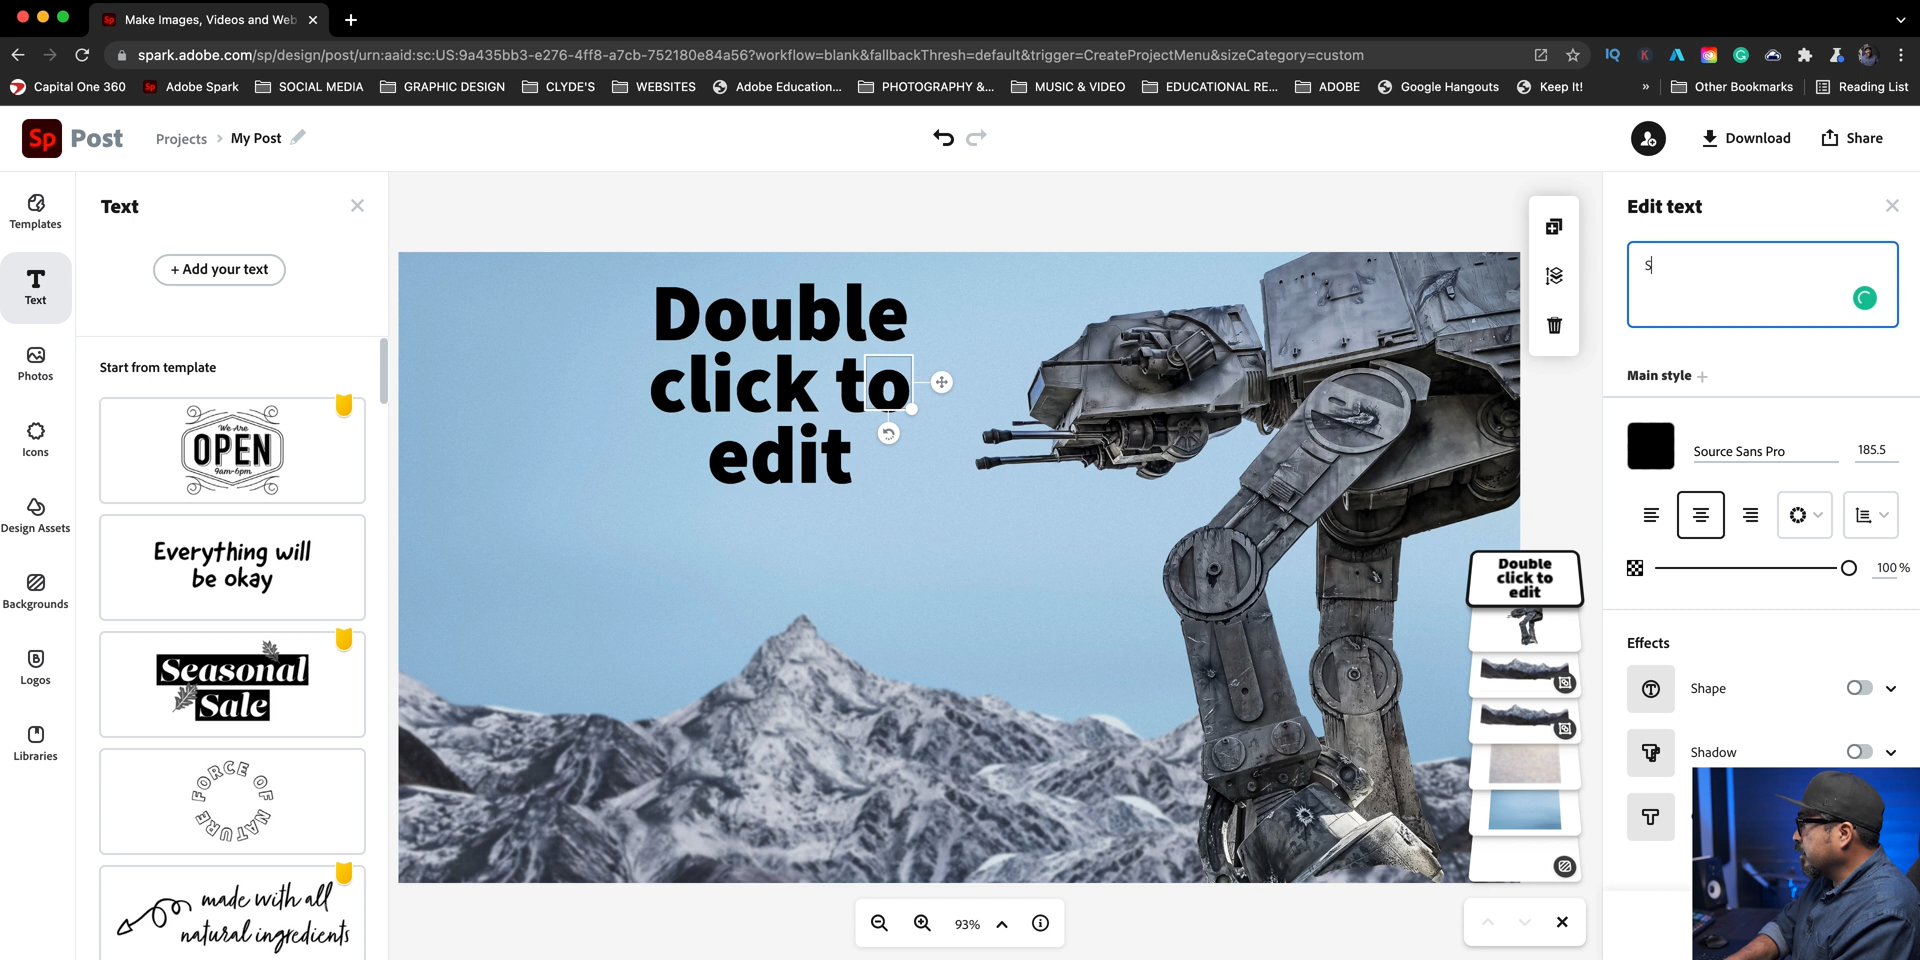 Sp Make Images, Videos and Web
spark.adobe.com/sp/design/post/urn:aaid:sc:US:9a435bb3-e276-4ff8-a7cb-752180e84a56?workflow=blank&fallbackThresh=default&trigger=CreateProjectMenu&sizeCategory=custom
IQ K G
Capital One 360 Sp Adobe Spark SOCIAL MEDIA GRAPHIC DESIGN CLYDE'S WEBSITES Adobe Education... PHOTOGRAPHY &... MUSIC & VIDEO EDUCATIONAL RE... ADOBE Google Hangouts Keep It! » Other Bookmarks Reading List
Sp Post Projects > My Post Download Share
Templates
Text
Photos
Icons
Design Assets
Backgrounds
Logos
Libraries
Text
+ Add your text
Start from template
We Are
OPEN
9am-6pm
Everything will
be okay
Seasonal
Sale
FORCE OF NATURE
made with all
natural ingredients
Double
click to
edit
Double
click to
edit
93%
Edit text
S
Main style +
Source Sans Pro 185.5
100%
Effects
Shape
Shadow